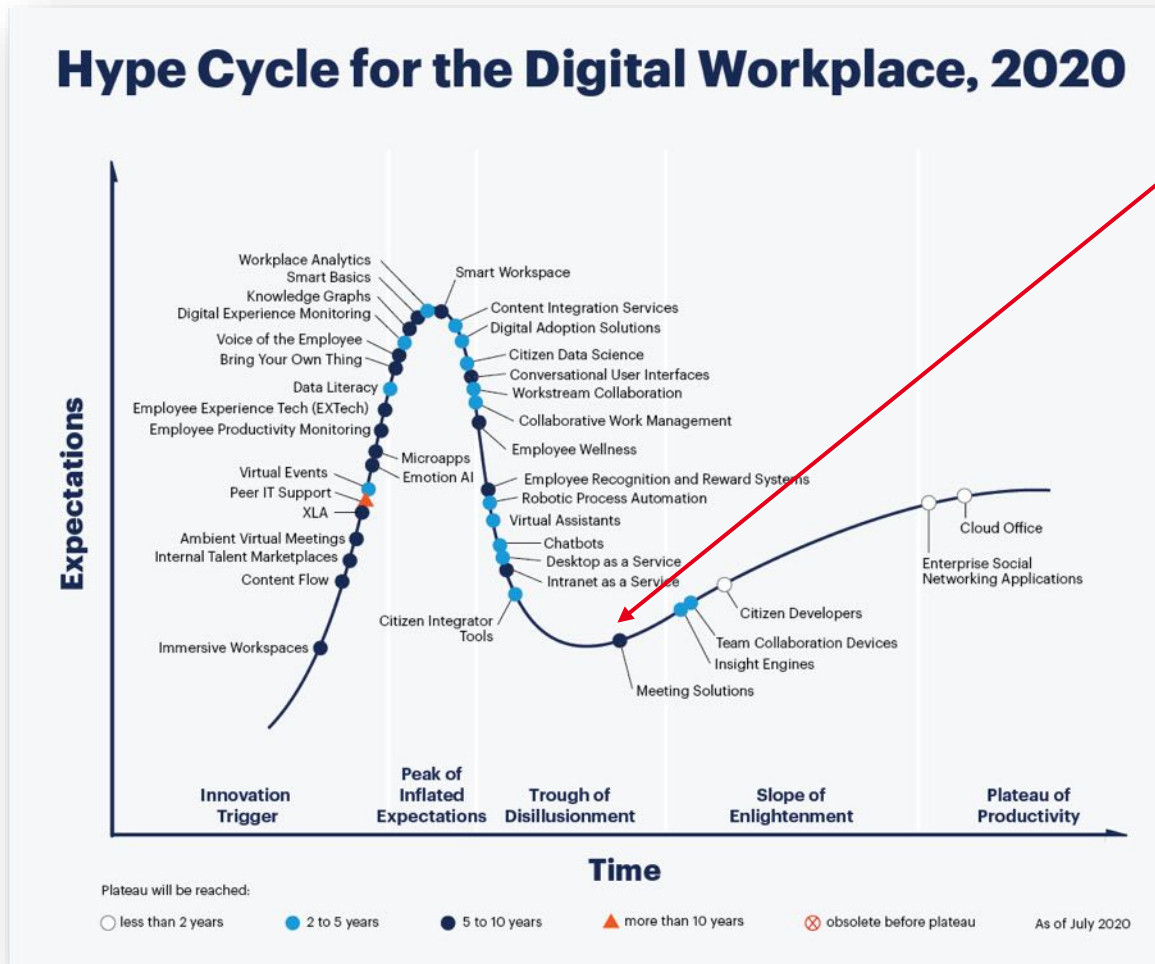 Hype Cycle for the Digital Workplace, 2020
Expectations
Workplace Analytics
Smart Basics
Knowledge Graphs
Digital Experience Monitoring
Voice of the Employee
Bring Your Own Thing
Data Literacy
Employee Experience Tech (EXTech)
Employee Productivity Monitoring
Microapps
Emotion AI
Virtual Events
Peer IT Support
XLA
Ambient Virtual Meetings
Internal Talent Marketplaces
Content Flow
Immersive Workspaces
Smart Workspace
Content Integration Services
Digital Adoption Solutions
Citizen Data Science
Conversational User Interfaces
Workstream Collaboration
Collaborative Work Management
Employee Wellness
Employee Recognition and Reward Systems
Robotic Process Automation
Virtual Assistants
Chatbots
Desktop as a Service
Intranet as a Service
Citizen Integrator
Tools
Meeting Solutions
Insight Engines
Team Collaboration Devices
Citizen Developers
Enterprise Social
Networking Applications
Cloud Office
Innovation
Trigger
Peak of
Inflated
Expectations
Trough of
Disillusionment
Slope of
Enlightenment
Plateau of
Productivity
Time
Plateau will be reached:
less than 2 years
2 to 5 years
5 to 10 years
more than 10 years
obsolete before plateau
As of July 2020